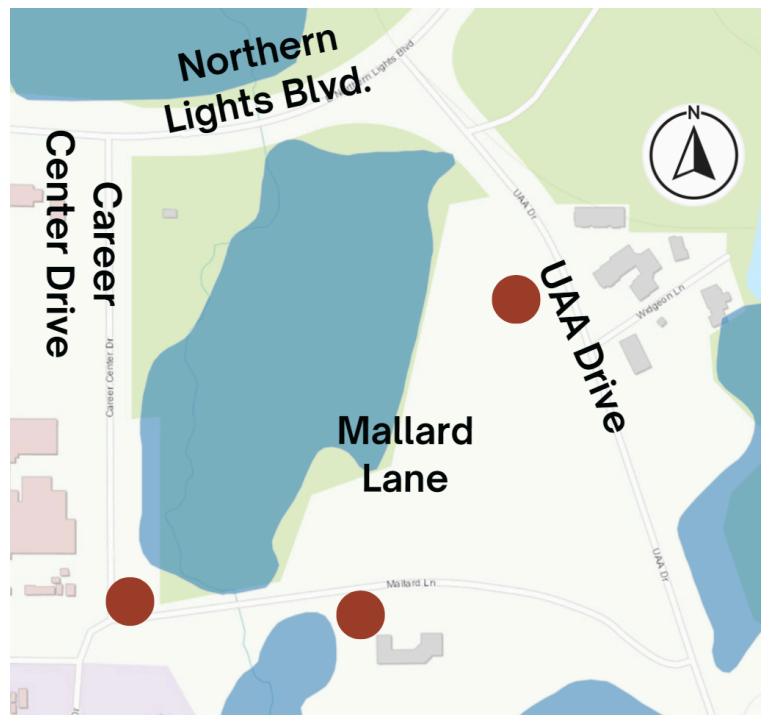 Northern
Lights Blvd.
Northern Lights Blvd
N
Career
Center Drive
UAA Dr
UAA Drive
Widgeon Ln
Career Center Dr
Mallard
Lane
Mallard Ln
UAA Dr
Dr